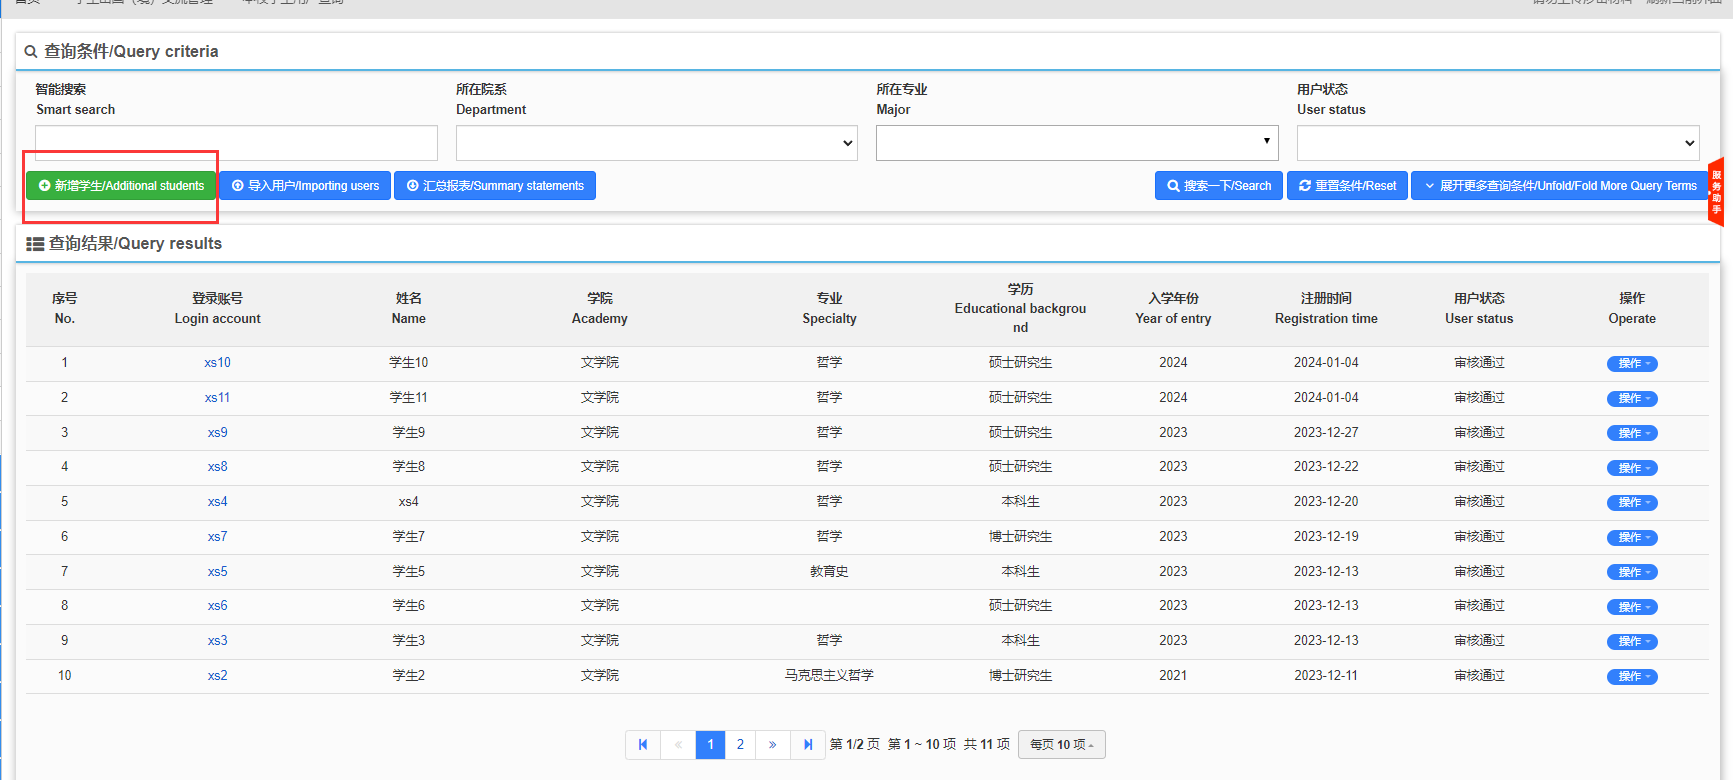 查询条件/Query criteria
智能搜索 所在院系 所在专业 用户状态
Smart search Department Major User status
新增学生/Additional students 导入用户/Importing users 汇总报表/Summary statements 搜索一下/Search 重置条件/Reset 展开更多查询条件/Unfold/Fold More Query Terms
服务助手
查询结果/Query results
序号 登录账号 姓名 学院 专业 学历 入学年份 注册时间 用户状态 操作
No. Login account Name Academy Specialty Educational backgrou Year of entry Registration time User status Operate
nd
1 xs10 学生10 文学院 哲学 硕士研究生 2024 2024-01-04 审核通过 操作
2 xs11 学生11 文学院 哲学 硕士研究生 2024 2024-01-04 审核通过 操作
3 xs9 学生9 文学院 哲学 硕士研究生 2023 2023-12-27 审核通过 操作
4 xs8 学生8 文学院 哲学 硕士研究生 2023 2023-12-22 审核通过 操作
5 xs4 xs4 文学院 哲学 本科生 2023 2023-12-20 审核通过 操作
6 xs7 学生7 文学院 哲学 博士研究生 2023 2023-12-19 审核通过 操作
7 xs5 学生5 文学院 教育史 本科生 2023 2023-12-13 审核通过 操作
8 xs6 学生6 文学院 硕士研究生 2023 2023-12-13 审核通过 操作
9 xs3 学生3 文学院 哲学 本科生 2023 2023-12-13 审核通过 操作
10 xs2 学生2 文学院 马克思主义哲学 博士研究生 2021 2023-12-11 审核通过 操作
« 1 2 » 第 1/2 页 第 1 ~ 10 项 共 11 项 每页 10 项